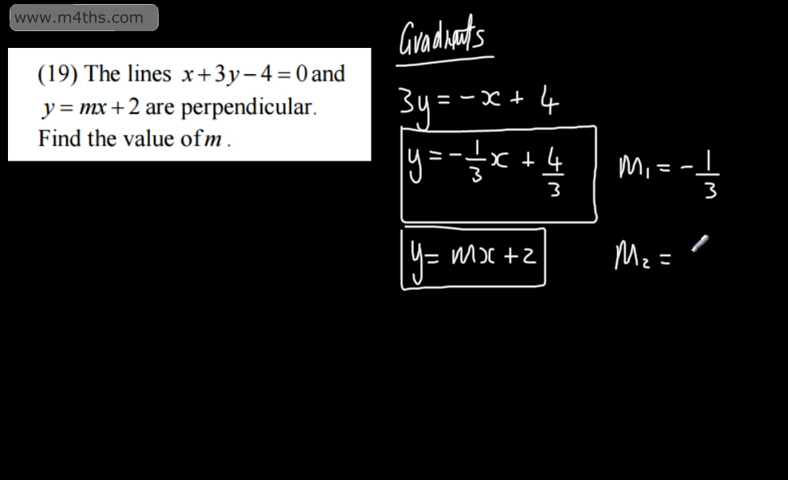 www.m4ths.com
(19) The lines x+3y−4=0 and
y=mx+2 are perpendicular.
Find the value of m.
Gradients
3y = -x + 4
y = -1/3 x + 4/3
m₁ = -1/3
y = mx + 2
m₂ =